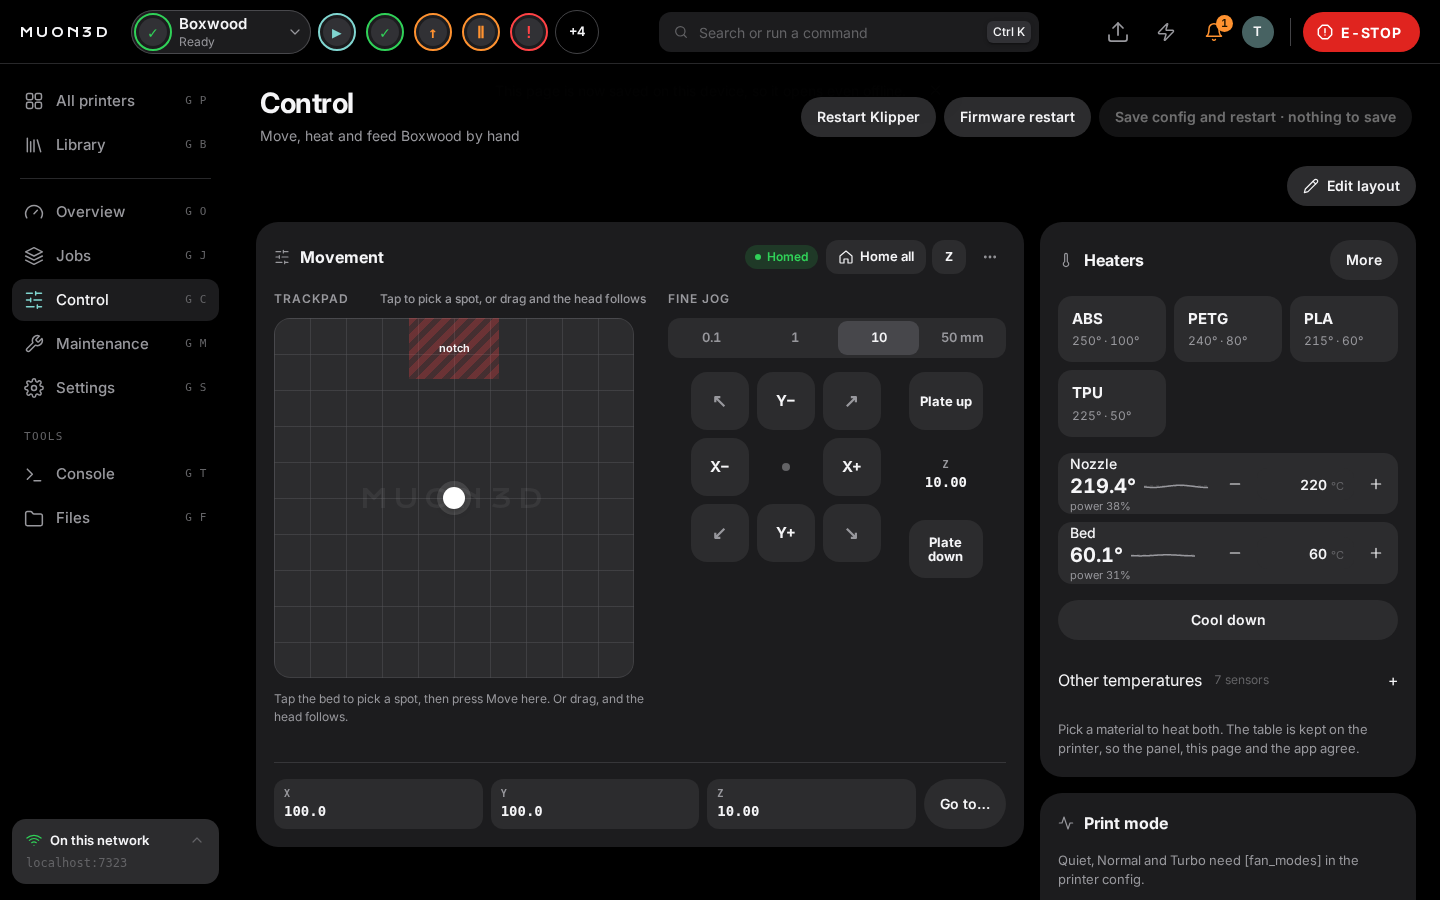 MUON3D
Boxwood
Ready
+4
Search or run a command
Ctrl K
1
T
E-STOP
All printers G P
Library G B
Overview G O
Jobs G J
Control G C
Maintenance G M
Settings G S
TOOLS
Console G T
Files G F
On this network
localhost:7323
Control
Move, heat and feed Boxwood by hand
Restart Klipper
Firmware restart
Save config and restart · nothing to save
Edit layout
Movement
Homed
Home all
Z
TRACKPAD
Tap to pick a spot, or drag and the head follows
notch
MUON3D
Tap the bed to pick a spot, then press Move here. Or drag, and the
head follows.
FINE JOG
0.1 1 10 50 mm
↖ Y− ↗
X− X+
↙ Y+ ↘
Plate up
Z
10.00
Plate
down
X
100.0
Y
100.0
Z
10.00
Go to...
Heaters
More
ABS
250° · 100°
PETG
240° · 80°
PLA
215° · 60°
TPU
225° · 50°
Nozzle
219.4° − 220 °C +
power 38%
Bed
60.1° − 60 °C +
power 31%
Cool down
Other temperatures 7 sensors +
Pick a material to heat both. The table is kept on the
printer, so the panel, this page and the app agree.
Print mode
Quiet, Normal and Turbo need [fan_modes] in the
printer config.